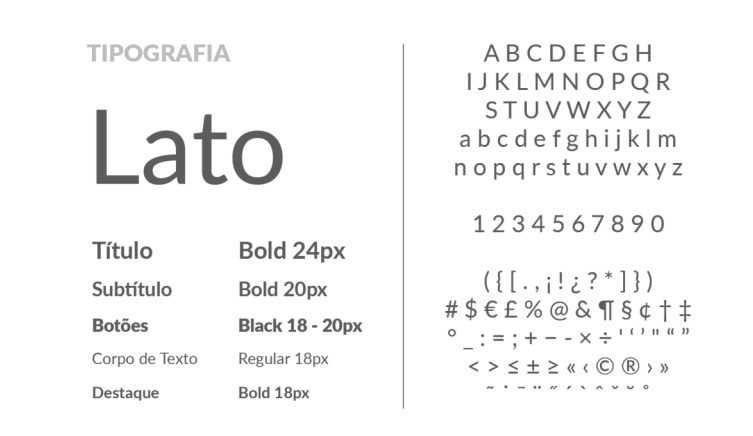 TIPOGRAFIA
Lato
Título Bold 24px
Subtítulo Bold 20px
Botões Black 18 - 20px
Corpo de Texto Regular 18px
Destaque Bold 18px
A B C D E F G H
I J K L M N O P Q R
S T U V W X Y Z
a b c d e f g h i j k l m
n o p q r s t u v w x y z
1 2 3 4 5 6 7 8 9 0
( { [ . , ¡ ! ¿ ? * ] } )
# $ € £ % @ & ¶ § ¢ † ‡
° _ : = ; + − - × ÷ ' ‘ ’ " “ ”
< > ≤ ± ≥ « ‹ © ® › »